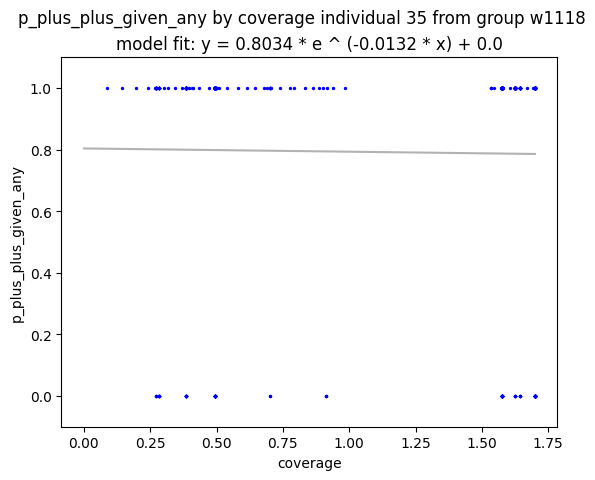 p_plus_plus_given_any by coverage individual 35 from group w1118
model fit: y = 0.8034 * e ^ (-0.0132 * x) + 0.0
1.0
0.8
0.6
0.4
0.2
0.0
p_plus_plus_given_any
0.00 0.25 0.50 0.75 1.00 1.25 1.50 1.75
coverage